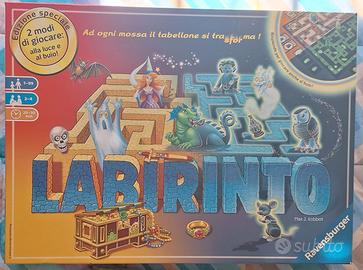 Edizione speciale
2 modi
di giocare:
alla luce e
al buio!
Ad ogni mossa il tabellone si trasforma!
LABIRINTO
Max J. Kobbert
Ravensburger
subito